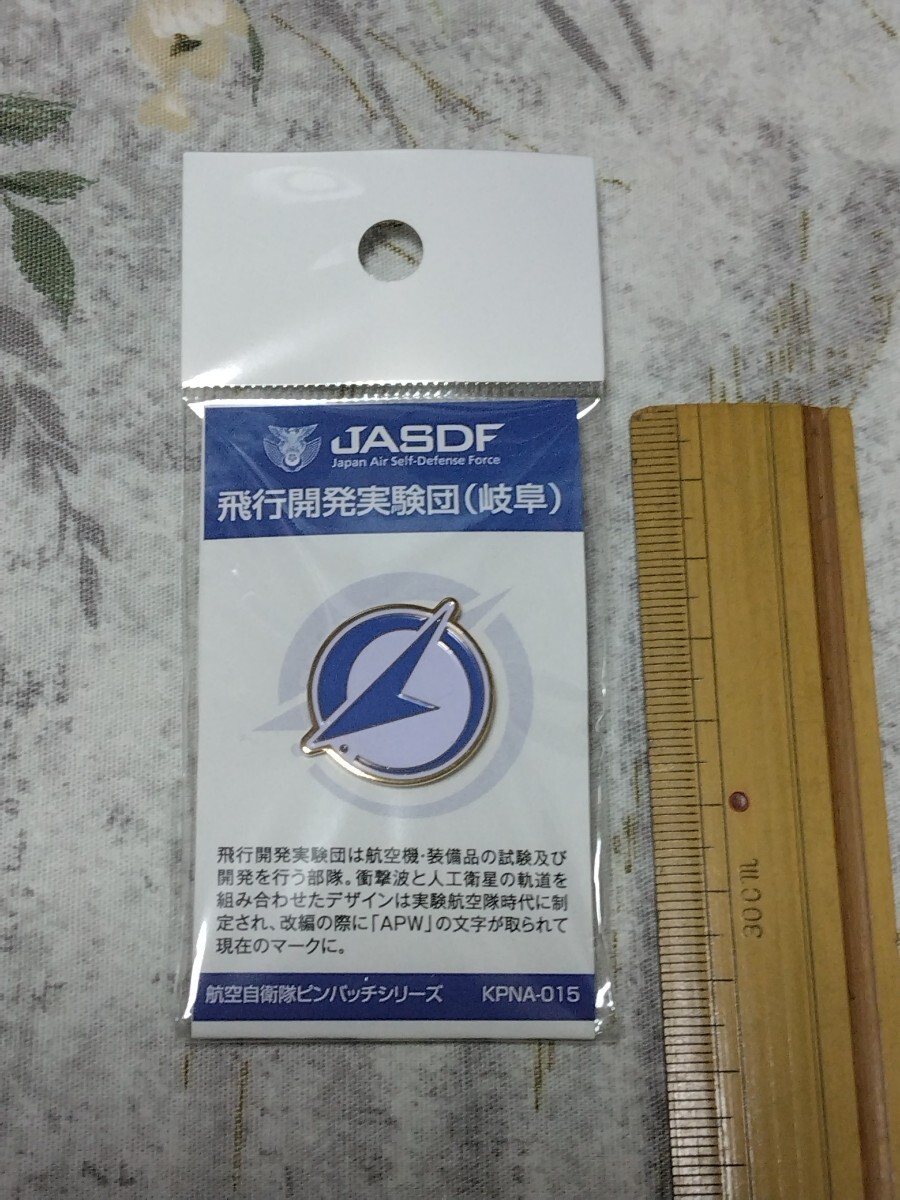 JASDF
Japan Air Self-Defense Force
飛行開発実験団(岐阜)
飛行開発実験団は航空機・装備品の試験及び
開発を行う部隊。衝撃波と人工衛星の軌道を
組み合わせたデザインは実験航空隊時代に制
定され、改編の際に「APW」の文字が取られて
現在のマークに。
航空自衛隊ピンバッチシリーズ KPNA-015
30cm